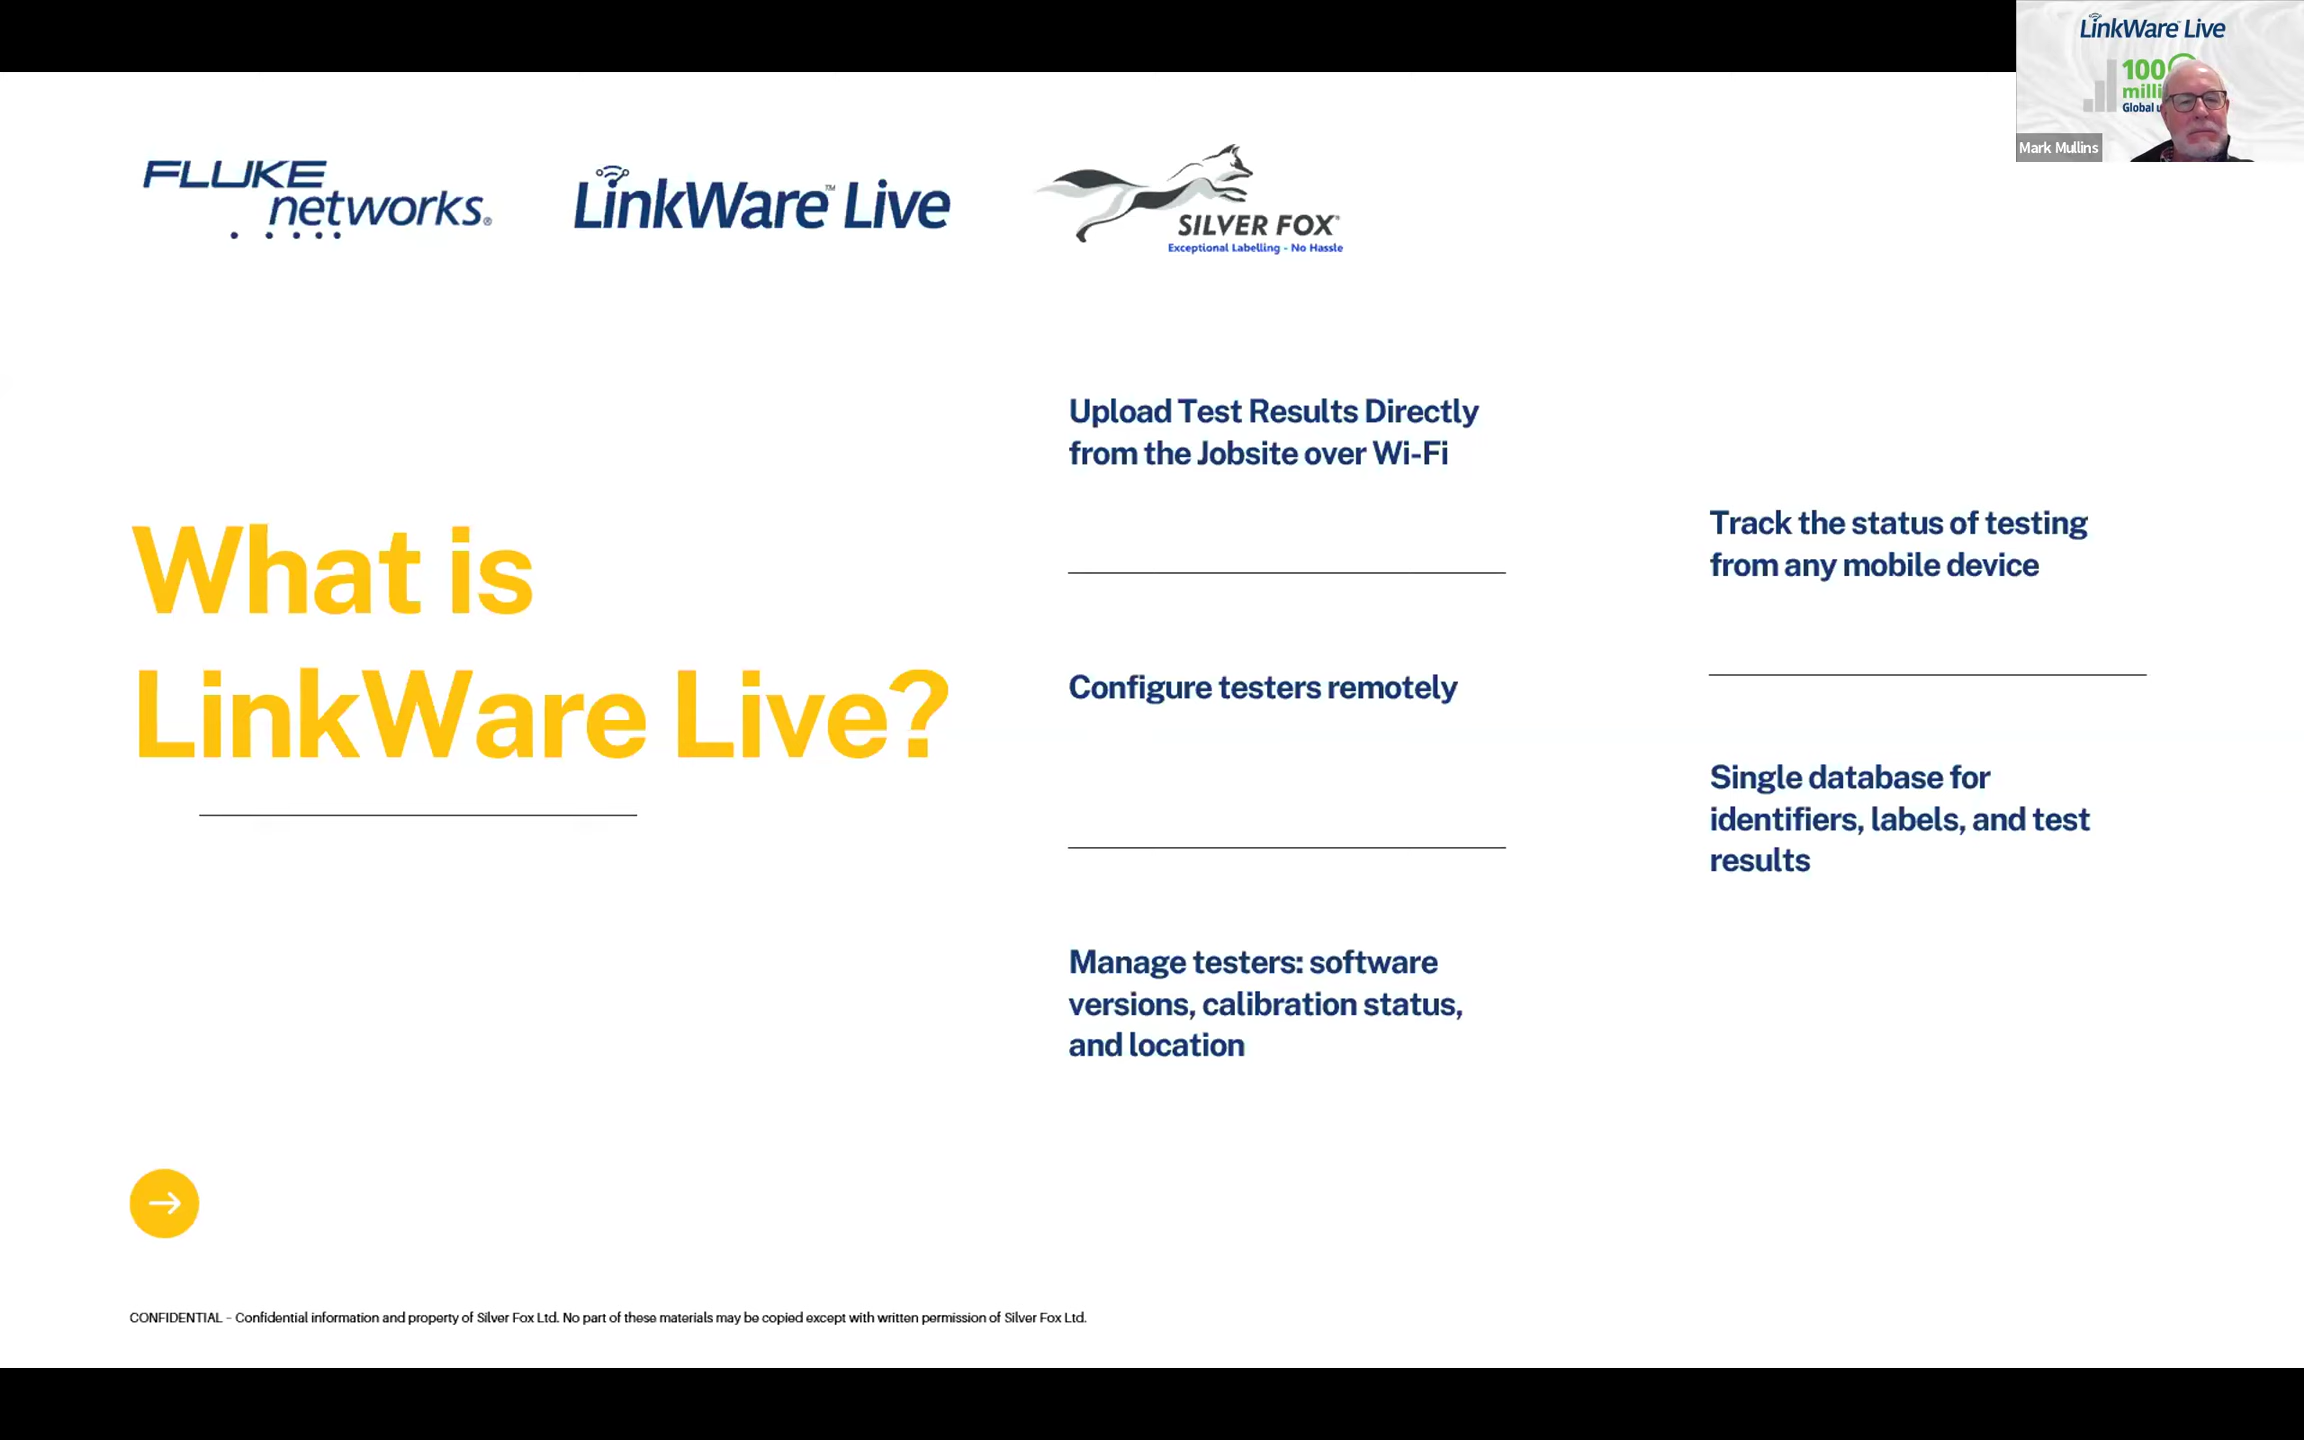 FLUKE
networks®
LinkWare™ Live
SILVER FOX®
Exceptional Labelling - No Hassle
LinkWare Live
100
milli
Global u
Mark Mullins
What is
LinkWare Live?
Upload Test Results Directly
from the Jobsite over Wi-Fi
Configure testers remotely
Manage testers: software
versions, calibration status,
and location
Track the status of testing
from any mobile device
Single database for
identifiers, labels, and test
results
CONFIDENTIAL – Confidential information and property of Silver Fox Ltd. No part of these materials may be copied except with written permission of Silver Fox Ltd.